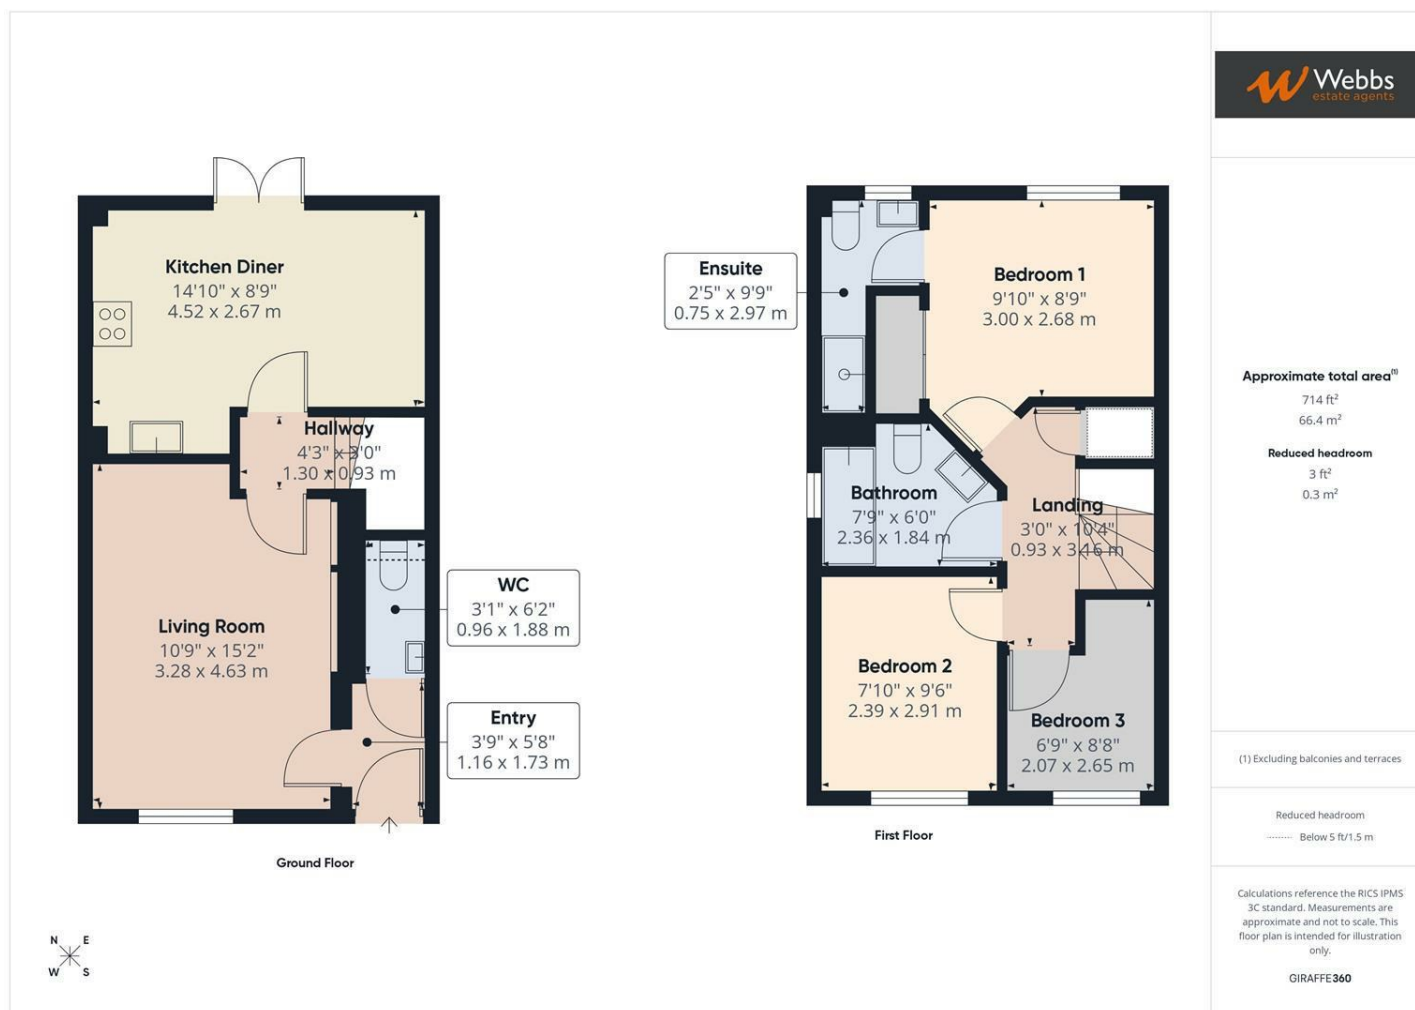 Kitchen Diner
14'10" x 8'9"
4.52 x 2.67 m
Hallway
4'3" x 3'0"
1.30 x 0.93 m
Living Room
10'9" x 15'2"
3.28 x 4.63 m
WC
3'1" x 6'2"
0.96 x 1.88 m
Entry
3'9" x 5'8"
1.16 x 1.73 m
Ground Floor
N E
W S
Ensuite
2'5" x 9'9"
0.75 x 2.97 m
Bedroom 1
9'10" x 8'9"
3.00 x 2.68 m
Bathroom
7'9" x 6'0"
2.36 x 1.84 m
Landing
3'0" x 10'4"
0.93 x 3.16 m
Bedroom 2
7'10" x 9'6"
2.39 x 2.91 m
Bedroom 3
6'9" x 8'8"
2.07 x 2.65 m
First Floor
Webbs
estate agents
Approximate total area(1)
714 ft²
66.4 m²
Reduced headroom
3 ft²
0.3 m²
(1) Excluding balconies and terraces
Reduced headroom
Below 5 ft/1.5 m
Calculations reference the RICS IPMS
3C standard. Measurements are
approximate and not to scale. This
floor plan is intended for illustration
only.
GIRAFFE360